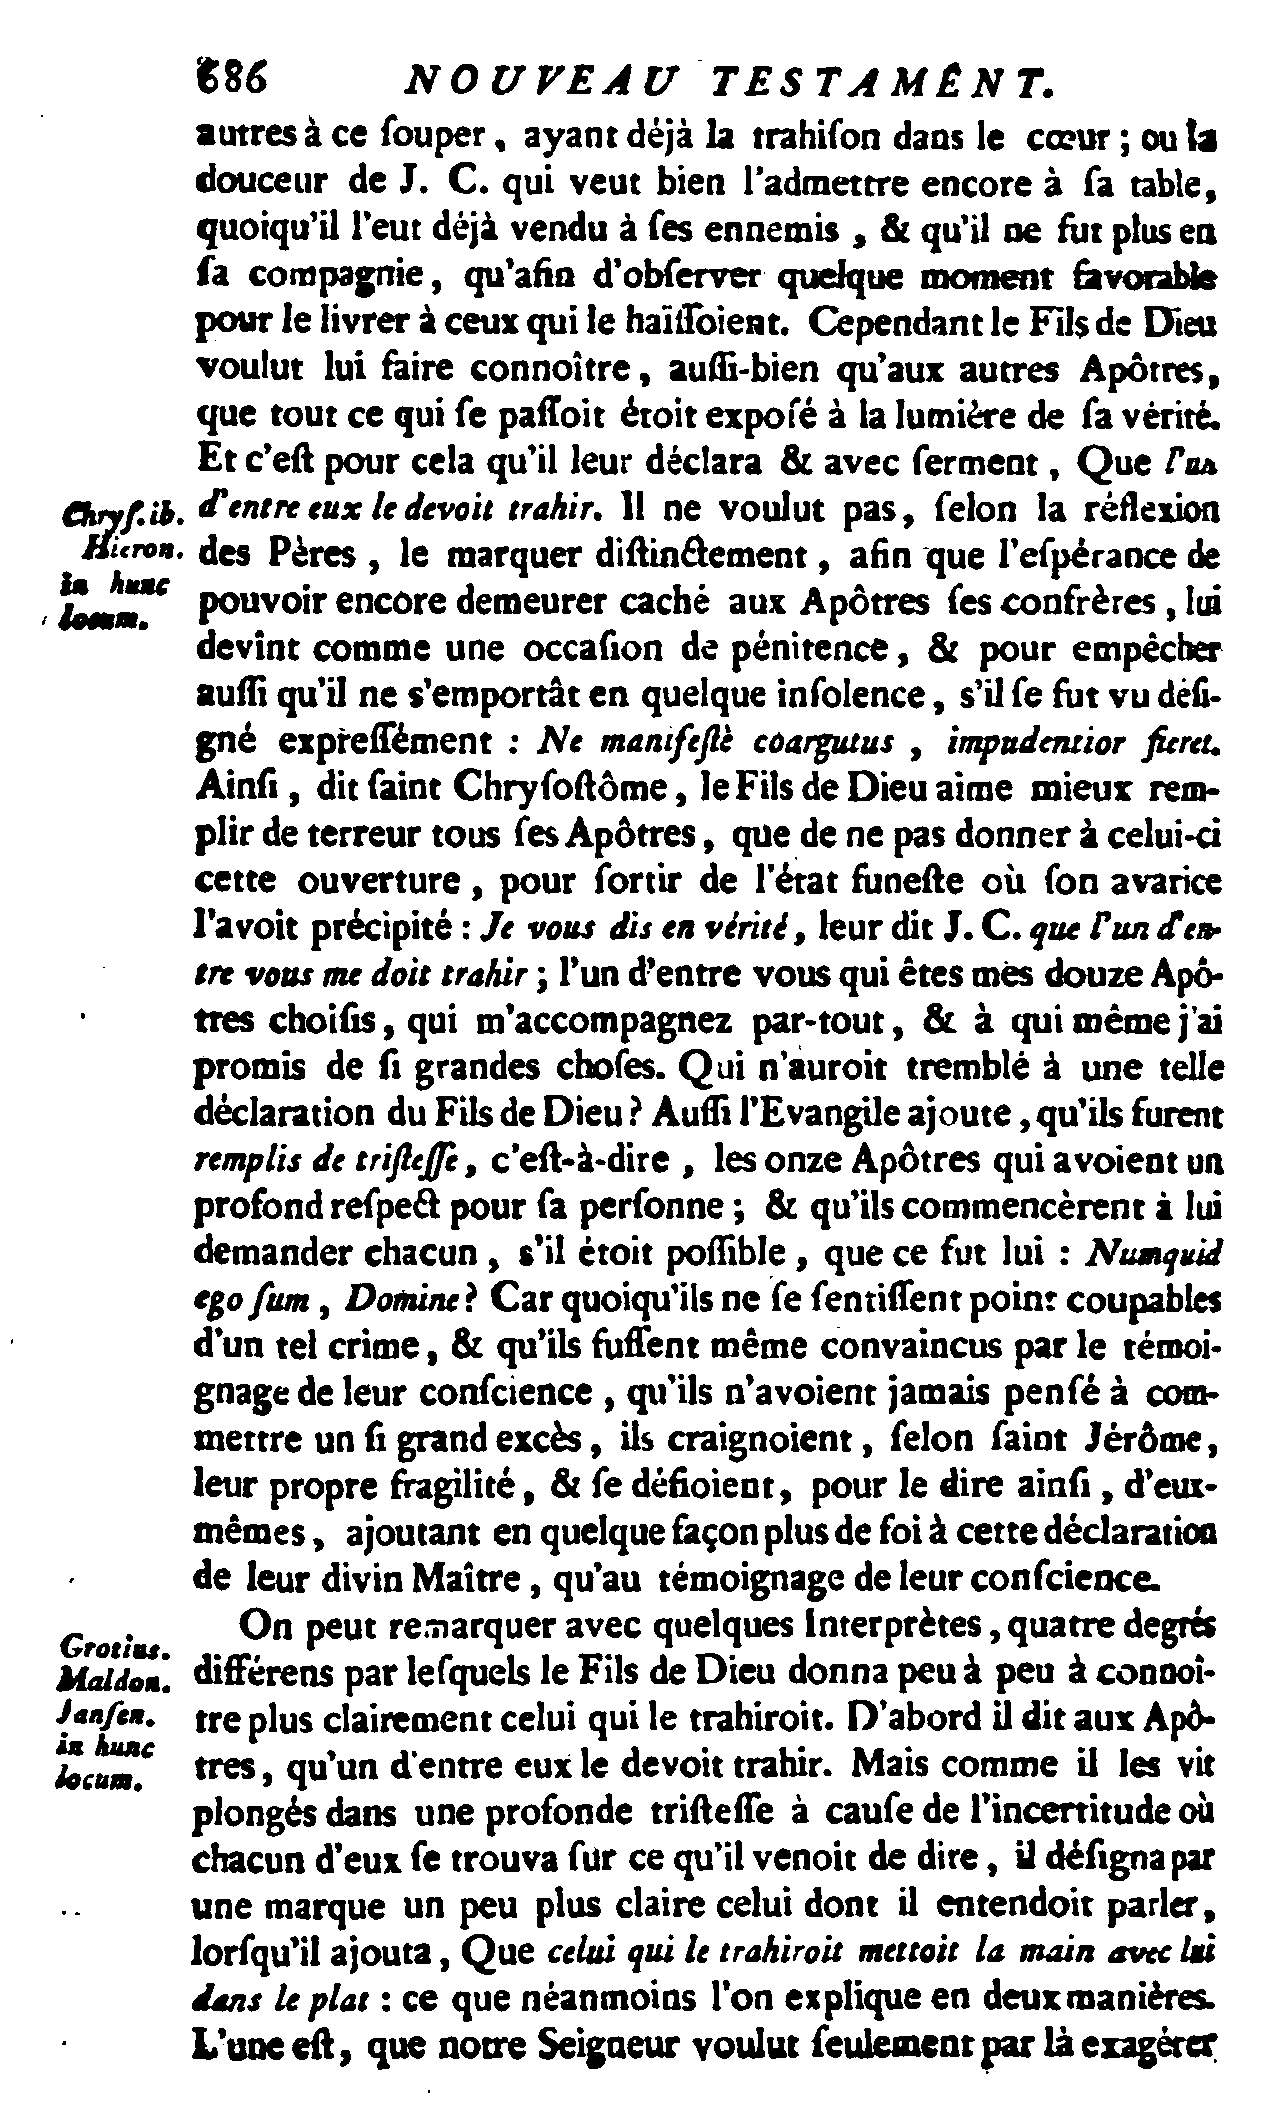 686 NOUVEAU TESTAMENT.
autres à ce ſouper, ayant déjà la trahiſon dans le cœur ; ou la
douceur de J. C. qui veut bien l'admettre encore à ſa table,
quoiqu'il l'eut déjà vendu à ſes ennemis, & qu'il ne fut plus en
ſa compagnie, qu'afin d'obſerver quelque moment favorable
pour le livrer à ceux qui le haïſſoient. Cependant le Fils de Dieu
voulut lui faire connoître, auſſi-bien qu'aux autres Apôtres,
que tout ce qui ſe paſſoit étoit expoſé à la lumière de ſa vérité.
Et c'eſt pour cela qu'il leur déclara & avec ſerment, Que l'un
d'entre eux le devoit trahir. Il ne voulut pas, ſelon la réflexion
des Pères, le marquer diſtinctement, afin que l'eſpérance de
pouvoir encore demeurer caché aux Apôtres ſes confrères, lui
devînt comme une occaſion de pénitence, & pour empêcher
auſſi qu'il ne s'emportât en quelque inſolence, s'il ſe fut vu déſi-
gné expreſſément : Ne manifeſtè coargutus, impudentior fieret.
Ainſi, dit ſaint Chryſoſtôme, le Fils de Dieu aime mieux rem-
plir de terreur tous ſes Apôtres, que de ne pas donner à celui-ci
cette ouverture, pour ſortir de l'état funeſte où ſon avarice
l'avoit précipité : Je vous dis en vérité, leur dit J. C. que l'un d'en-
tre vous me doit trahir ; l'un d'entre vous qui êtes mes douze Apô-
tres choiſis, qui m'accompagnez par-tout, & à qui même j'ai
promis de ſi grandes choſes. Qui n'auroit tremblé à une telle
déclaration du Fils de Dieu ? Auſſi l'Evangile ajoute, qu'ils furent
remplis de triſteſſe, c'eſt-à-dire, les onze Apôtres qui avoient un
profond reſpect pour ſa perſonne ; & qu'ils commencèrent à lui
demander chacun, s'il étoit poſſible, que ce fut lui : Numquid
ego ſum, Domine ? Car quoiqu'ils ne ſe ſentiſſent point coupables
d'un tel crime, & qu'ils fuſſent même convaincus par le témoi-
gnage de leur conſcience, qu'ils n'avoient jamais penſé à com-
mettre un ſi grand excès, ils craignoient, ſelon ſaint Jérôme,
leur propre fragilité, & ſe défioient, pour le dire ainſi, d'eux-
mêmes, ajoutant en quelque façon plus de foi à cette déclaration
de leur divin Maître, qu'au témoignage de leur conſcience.
On peut remarquer avec quelques Interprètes, quatre degrés
différens par leſquels le Fils de Dieu donna peu à peu à connoî-
tre plus clairement celui qui le trahiroit. D'abord il dit aux Apô-
tres, qu'un d'entre eux le devoit trahir. Mais comme il les vit
plongés dans une profonde triſteſſe à cauſe de l'incertitude où
chacun d'eux ſe trouva ſur ce qu'il venoit de dire, il déſigna par
une marque un peu plus claire celui dont il entendoit parler,
lorſqu'il ajouta, Que celui qui le trahiroit mettoit la main avec lui
dans le plat : ce que néanmoins l'on explique en deux manières.
L'une eſt, que notre Seigneur voulut ſeulement par là exagérer
Chryſ. ib.
Hieron.
in hunc
locum.
Grotius.
Maldon.
Janſen.
in hunc
locum.